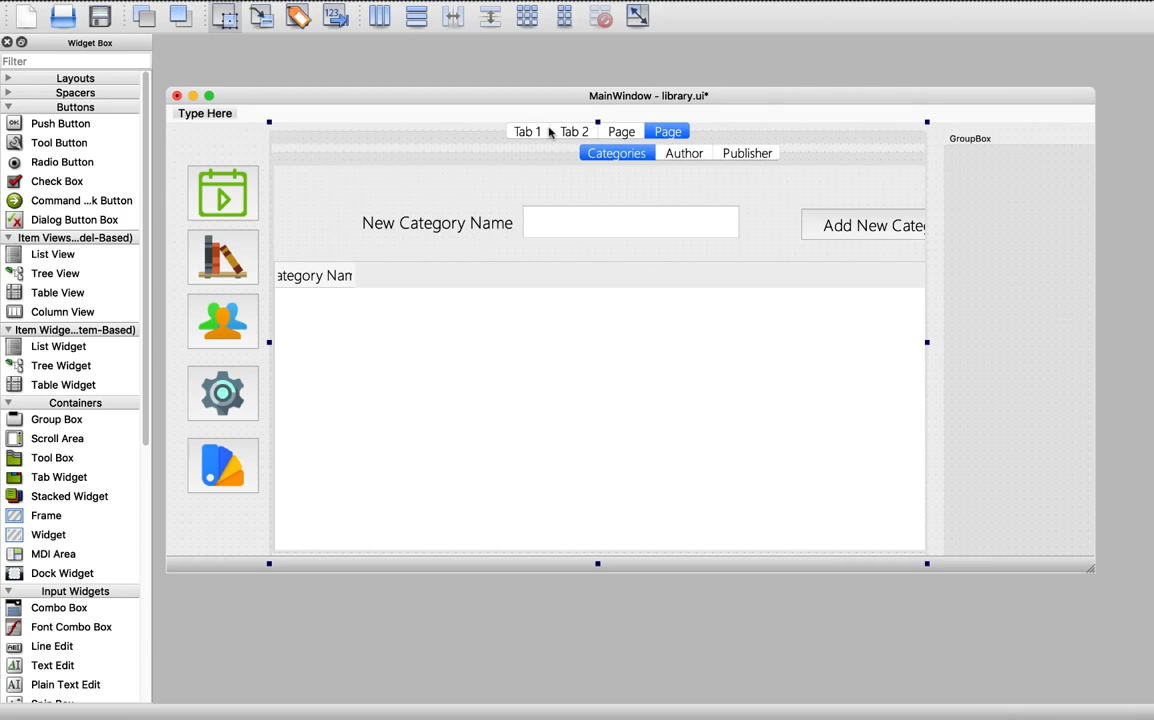 123
Widget Box
Filter
Layouts
Spacers
Buttons
Push Button
Tool Button
Radio Button
Check Box
Command ...k Button
Dialog Button Box
Item Views...del-Based)
List View
Tree View
Table View
Column View
Item Widge...tem-Based)
List Widget
Tree Widget
Table Widget
Containers
Group Box
Scroll Area
Tool Box
Tab Widget
Stacked Widget
Frame
Widget
MDI Area
Dock Widget
Input Widgets
Combo Box
Font Combo Box
Line Edit
Text Edit
Plain Text Edit
MainWindow - library.ui*
Type Here
Tab 1 Tab 2 Page Page
Categories Author Publisher
New Category Name
Add New Categ
ategory Nam
GroupBox